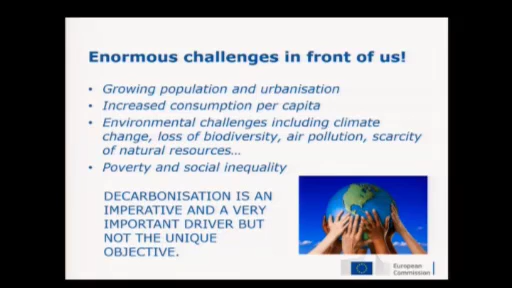 Enormous challenges in front of us!
• Growing population and urbanisation
• Increased consumption per capita
• Environmental challenges including climate
change, loss of biodiversity, air pollution, scarcity
of natural resources…
• Poverty and social inequality
DECARBONISATION IS AN
IMPERATIVE AND A VERY
IMPORTANT DRIVER BUT
NOT THE UNIQUE
OBJECTIVE.
European
Commission